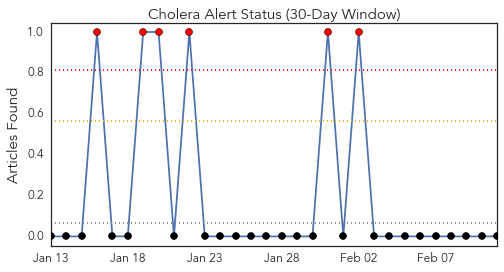 Cholera Alert Status (30-Day Window)
Articles Found
1.0
0.8
0.6
0.4
0.2
0.0
Jan 13 Jan 18 Jan 23 Jan 28 Feb 02 Feb 07